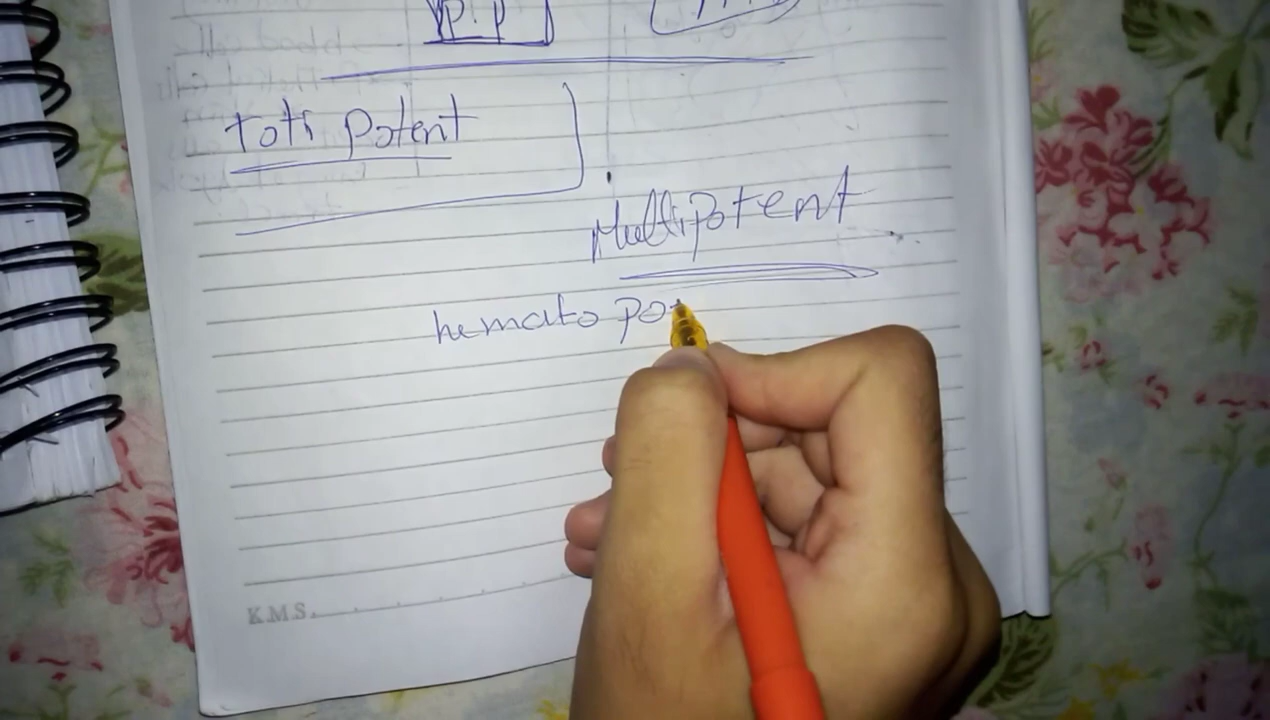 P.P
toti potent
Multipotent
hemato po
K.M.S.